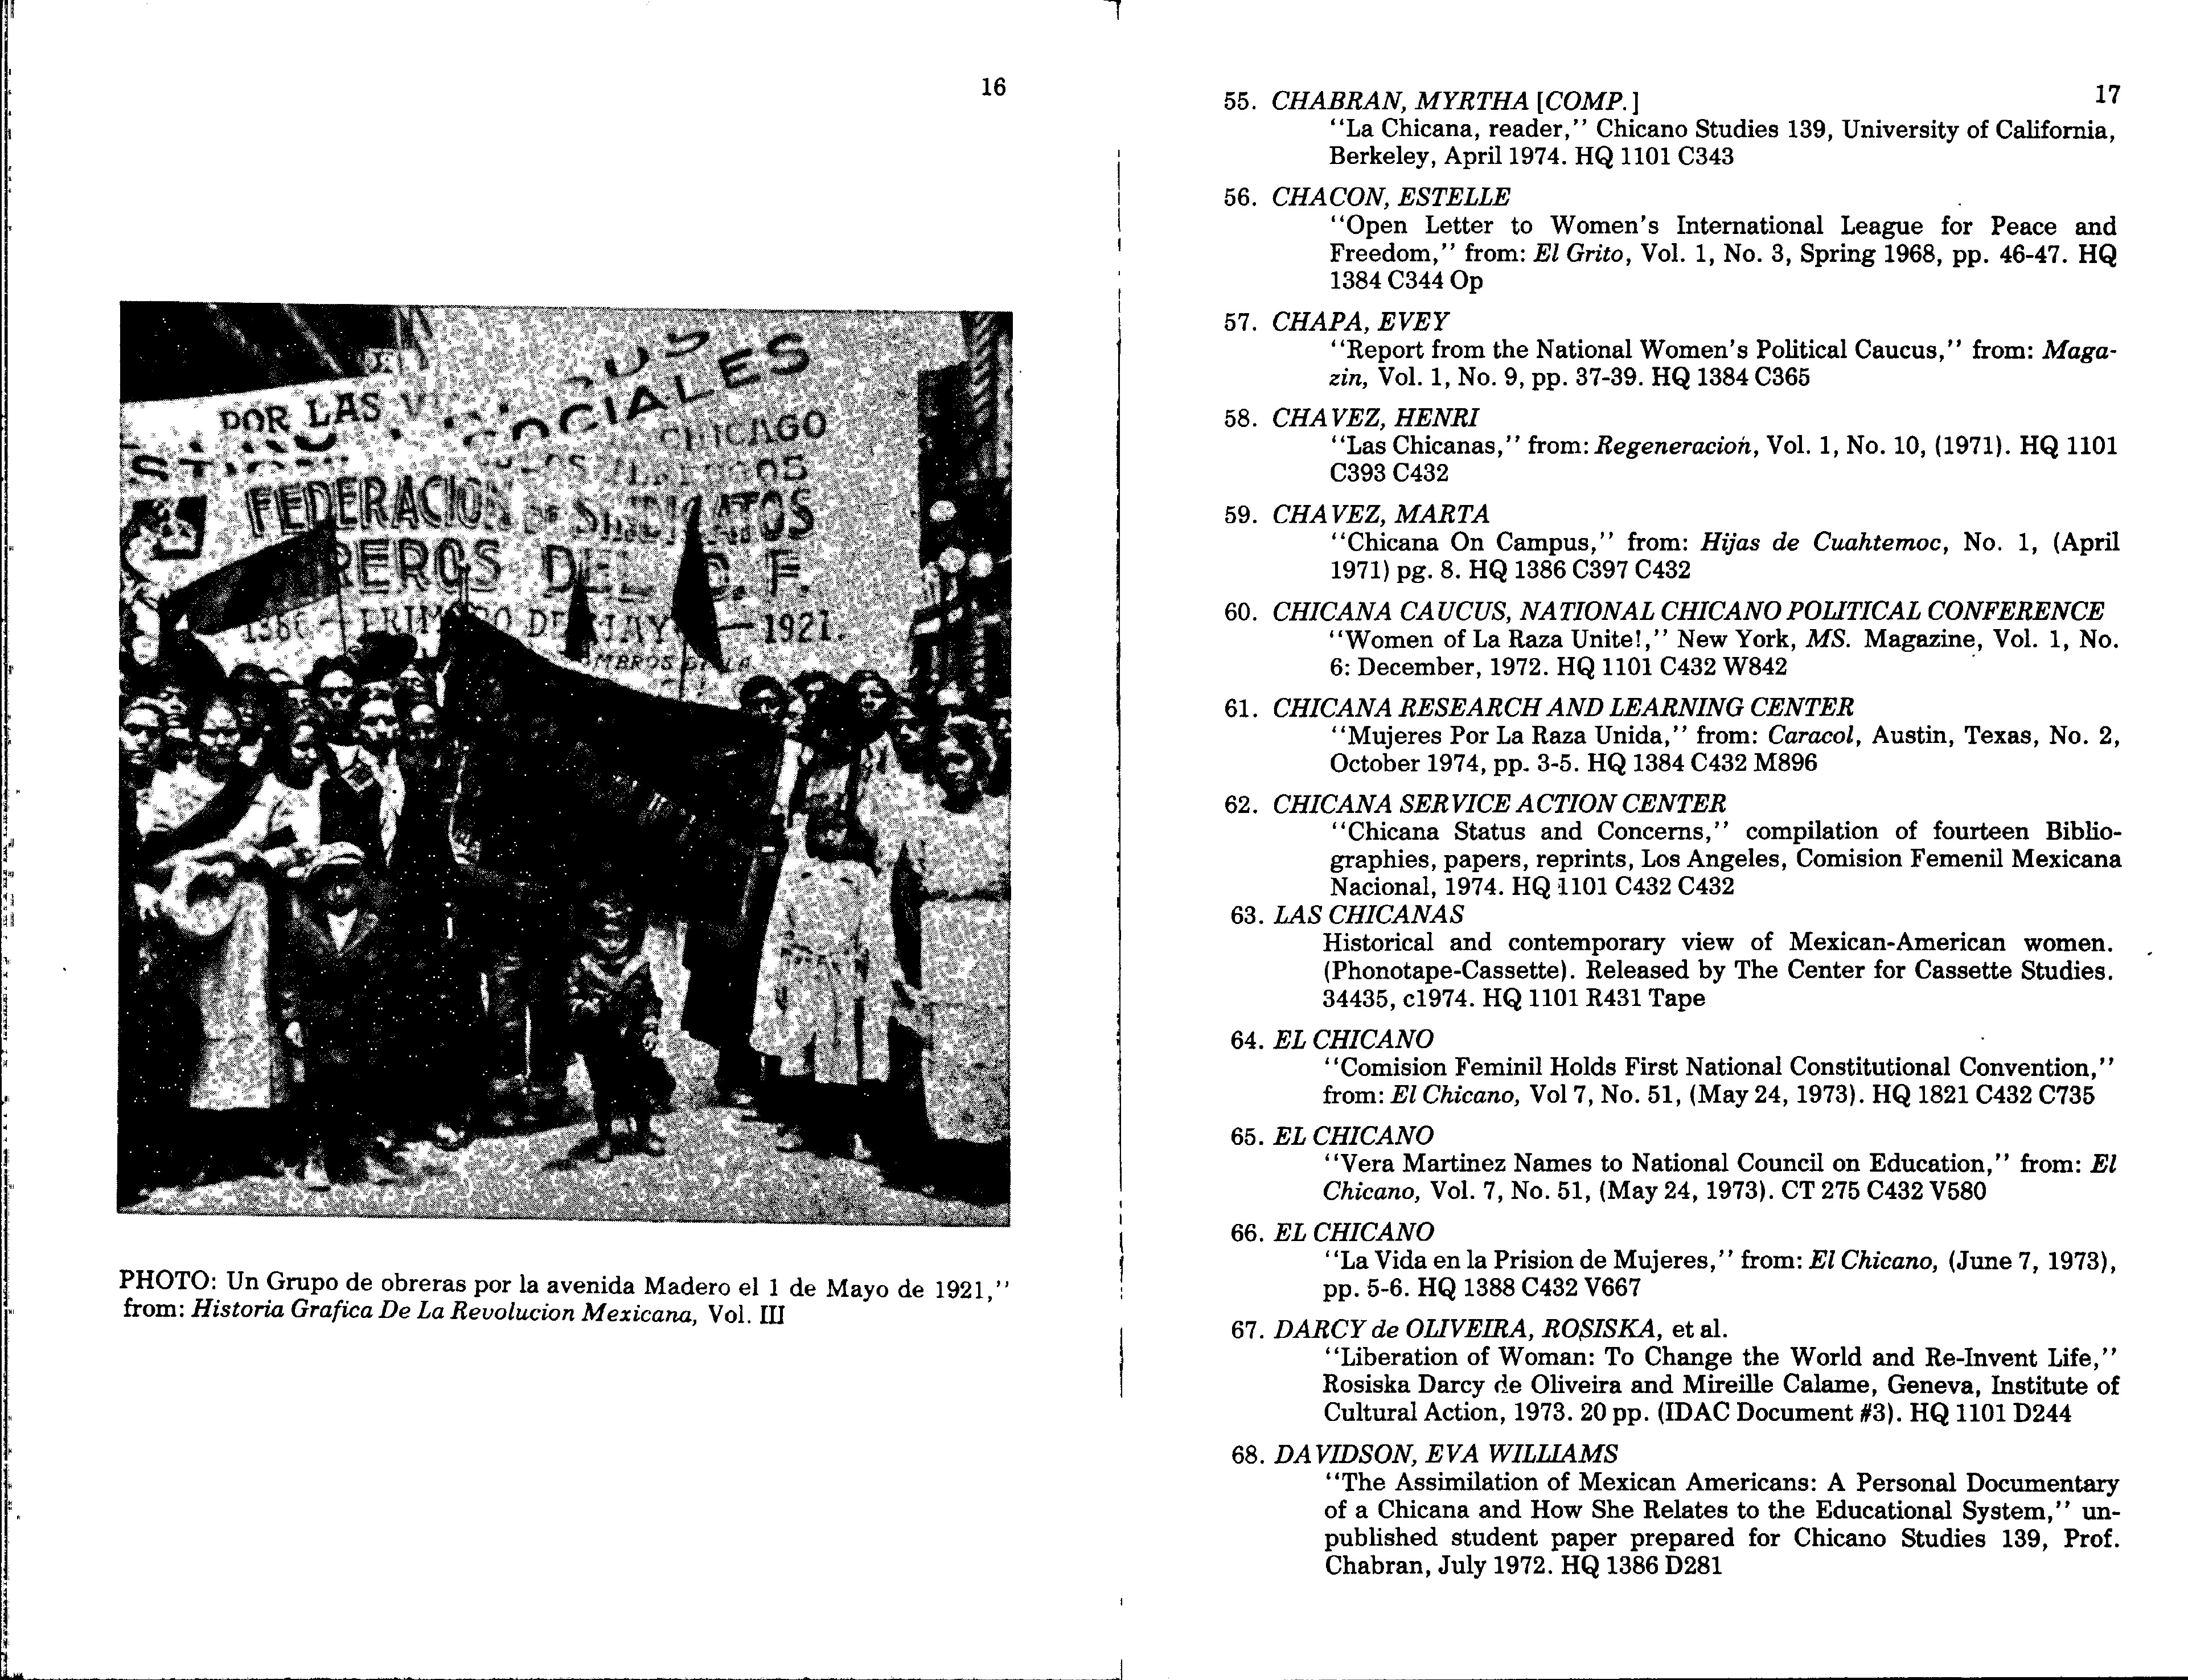 16
POR LAS
SOCIALES
CHICAGO
FEDERACION DE SINDICATOS
DEL D. F.
1886 — PRIMERO DE MAYO — 1921.
PHOTO: Un Grupo de obreras por la avenida Madero el 1 de Mayo de 1921,”
from: Historia Grafica De La Revolucion Mexicana, Vol. III
17
55. CHABRAN, MYRTHA [COMP.]
“La Chicana, reader,” Chicano Studies 139, University of California,
Berkeley, April 1974. HQ 1101 C343
56. CHACON, ESTELLE
“Open Letter to Women's International League for Peace and
Freedom,” from: El Grito, Vol. 1, No. 3, Spring 1968, pp. 46-47. HQ
1384 C344 Op
57. CHAPA, EVEY
“Report from the National Women's Political Caucus,” from: Maga-
zin, Vol. 1, No. 9, pp. 37-39. HQ 1384 C365
58. CHAVEZ, HENRI
“Las Chicanas,” from: Regeneración, Vol. 1, No. 10, (1971). HQ 1101
C393 C432
59. CHAVEZ, MARTA
“Chicana On Campus,” from: Hijas de Cuahtemoc, No. 1, (April
1971) pg. 8. HQ 1386 C397 C432
60. CHICANA CAUCUS, NATIONAL CHICANO POLITICAL CONFERENCE
“Women of La Raza Unite!,” New York, MS. Magazine, Vol. 1, No.
6: December, 1972. HQ 1101 C432 W842
61. CHICANA RESEARCH AND LEARNING CENTER
“Mujeres Por La Raza Unida,” from: Caracol, Austin, Texas, No. 2,
October 1974, pp. 3-5. HQ 1384 C432 M896
62. CHICANA SERVICE ACTION CENTER
“Chicana Status and Concerns,” compilation of fourteen Biblio-
graphies, papers, reprints, Los Angeles, Comision Femenil Mexicana
Nacional, 1974. HQ 1101 C432 C432
63. LAS CHICANAS
Historical and contemporary view of Mexican-American women.
(Phonotape-Cassette). Released by The Center for Cassette Studies.
34435, c1974. HQ 1101 R431 Tape
64. EL CHICANO
“Comision Feminil Holds First National Constitutional Convention,”
from: El Chicano, Vol 7, No. 51, (May 24, 1973). HQ 1821 C432 C735
65. EL CHICANO
“Vera Martinez Names to National Council on Education,” from: El
Chicano, Vol. 7, No. 51, (May 24, 1973). CT 275 C432 V580
66. EL CHICANO
“La Vida en la Prision de Mujeres,” from: El Chicano, (June 7, 1973),
pp. 5-6. HQ 1388 C432 V667
67. DARCY de OLIVEIRA, ROSISKA, et al.
“Liberation of Woman: To Change the World and Re-Invent Life,”
Rosiska Darcy de Oliveira and Mireille Calame, Geneva, Institute of
Cultural Action, 1973. 20 pp. (IDAC Document #3). HQ 1101 D244
68. DAVIDSON, EVA WILLIAMS
“The Assimilation of Mexican Americans: A Personal Documentary
of a Chicana and How She Relates to the Educational System,” un-
published student paper prepared for Chicano Studies 139, Prof.
Chabran, July 1972. HQ 1386 D281